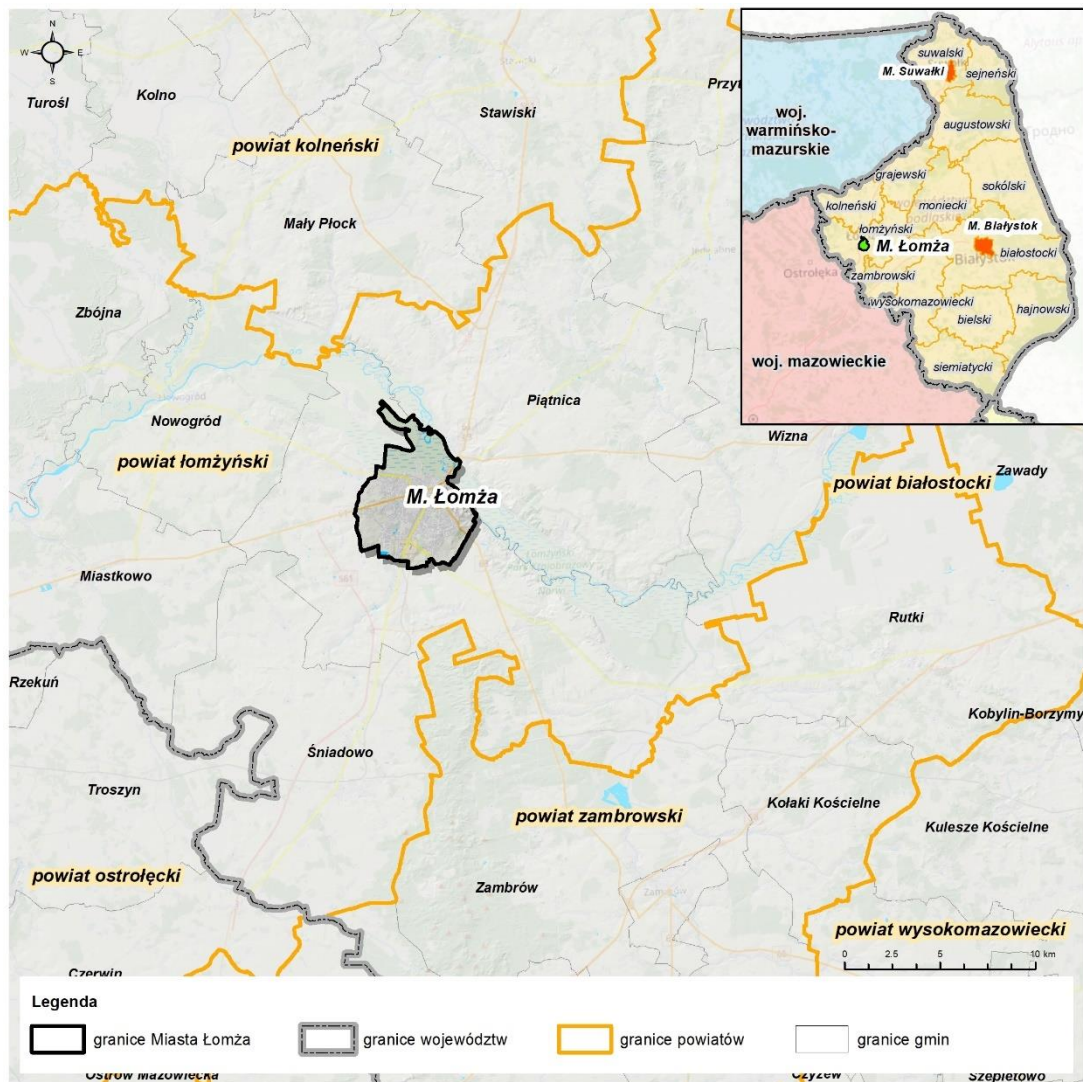 N
W
E
S
Turośl
Kolno
Stawiski
Przyt
powiat kolneński
Mały Płock
Zbójna
Nowogród
powiat łomżyński
Piątnica
Wizna
M. Łomża
powiat białostocki
Zawady
Miastkowo
Rutki
Rzekuń
Kobylin-Borzymy
Śniadowo
Troszyn
powiat zambrowski
Kołaki Kościelne
Kulesze Kościelne
powiat ostrołęcki
Zambrów
powiat wysokomazowiecki
Czerwin
0 2.5 5 10 km
suwalski
M. Suwałki
sejneński
woj.
warmińsko-
mazurskie
augustowski
grajewski
sokólski
kolneński
moniecki
łomżyński
M. Białystok
M. Łomża
białostocki
Białystok
Ostrołęka
zambrowski
wysokomazowiecki
hajnowski
bielski
woj. mazowieckie
siemiatycki
Legenda
granice Miasta Łomża
granice województw
granice powiatów
granice gmin
Ostrów Mazowiecka
Czyżew
Szepietowo